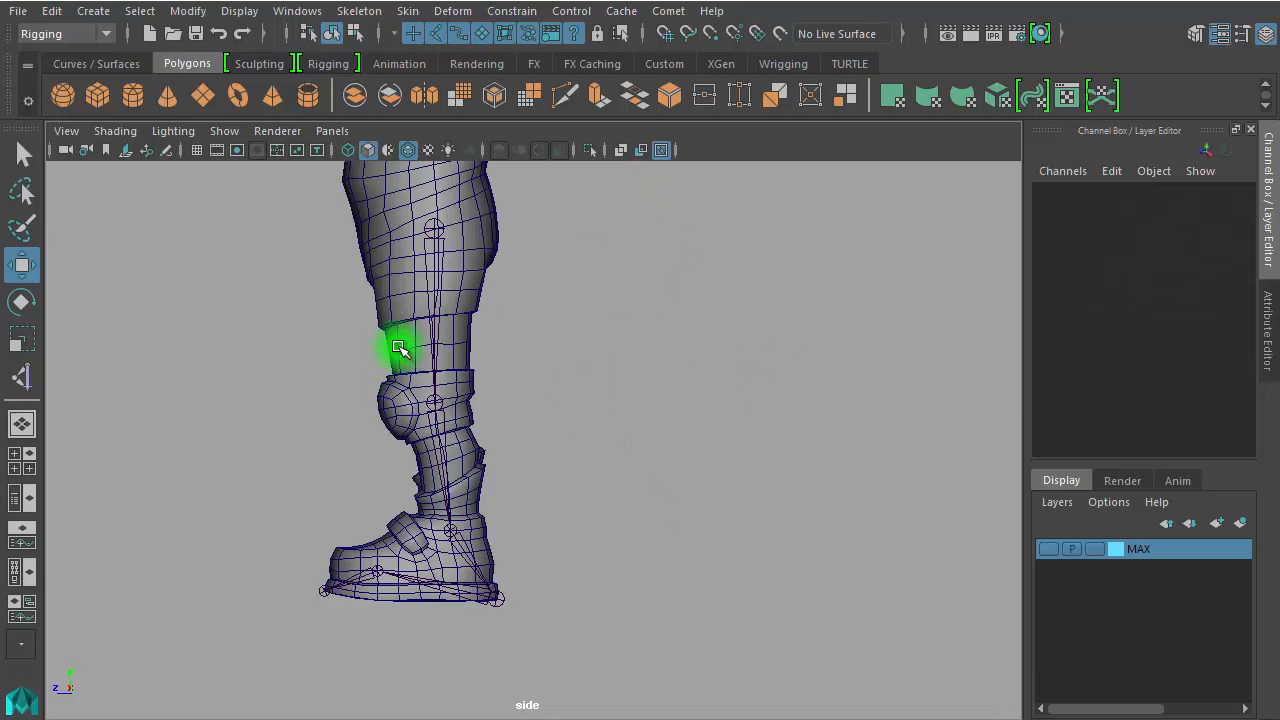 File Edit Create Select Modify Display Windows Skeleton Skin Deform Constrain Control Cache Comet Help
Rigging No Live Surface
Curves / Surfaces Polygons Sculpting Rigging Animation Rendering FX FX Caching Custom XGen Wrigging TURTLE
View Shading Lighting Show Renderer Panels
Channel Box / Layer Editor
Channels Edit Object Show
Channel Box / Layer Editor
Attribute Editor
Display Render Anim
Layers Options Help
P MAX
z
side